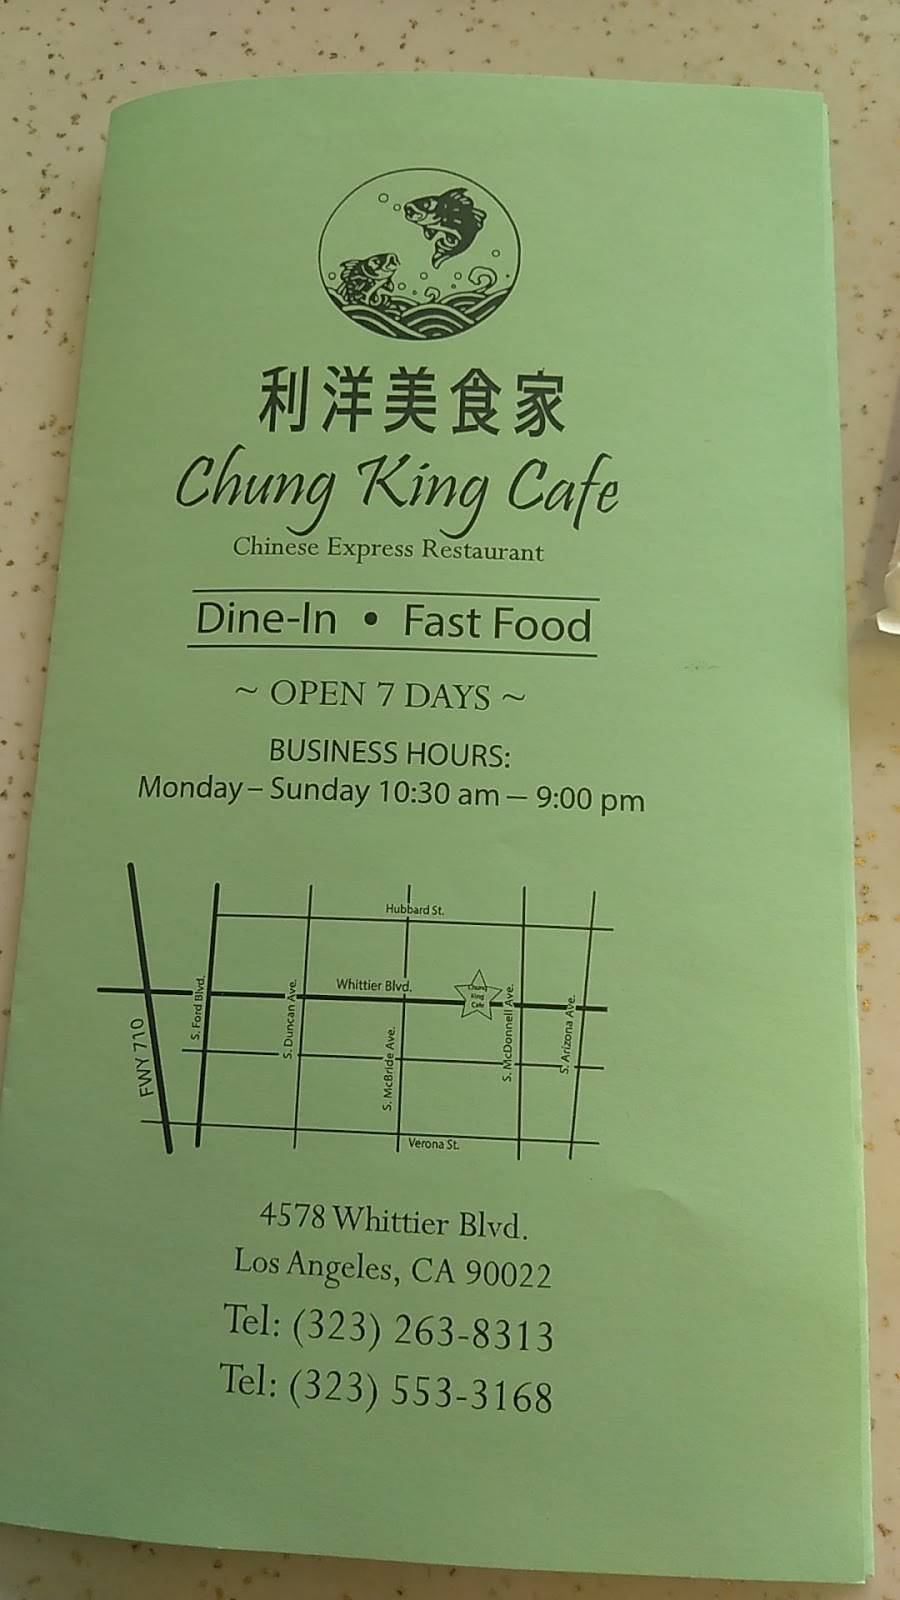 利洋美食家
Chung King Cafe
Chinese Express Restaurant
Dine-In • Fast Food
~ OPEN 7 DAYS ~
BUSINESS HOURS:
Monday – Sunday 10:30 am – 9:00 pm
Hubbard St.
Whittier Blvd.
Chung
King
Cafe
FWY 710
S. Ford Blvd.
S. Duncan Ave.
S. McBride Ave.
S. McDonnell Ave.
S. Arizona Ave.
Verona St.
4578 Whittier Blvd.
Los Angeles, CA 90022
Tel: (323) 263-8313
Tel: (323) 553-3168